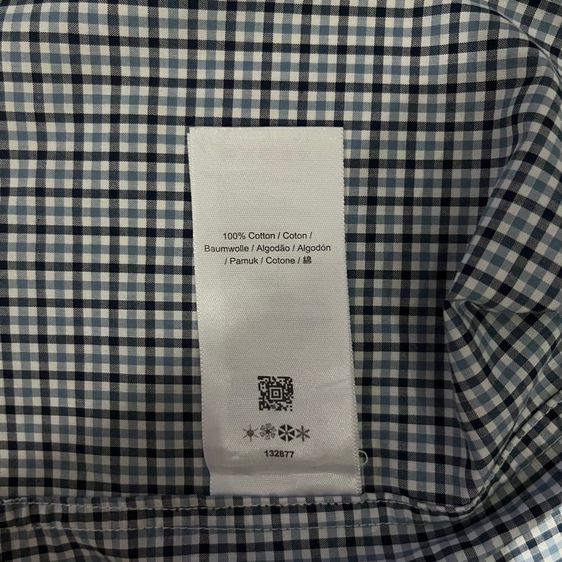 100% Cotton / Coton /
Baumwolle / Algodão / Algodón
/ Pamuk / Cotone / 綿
132877